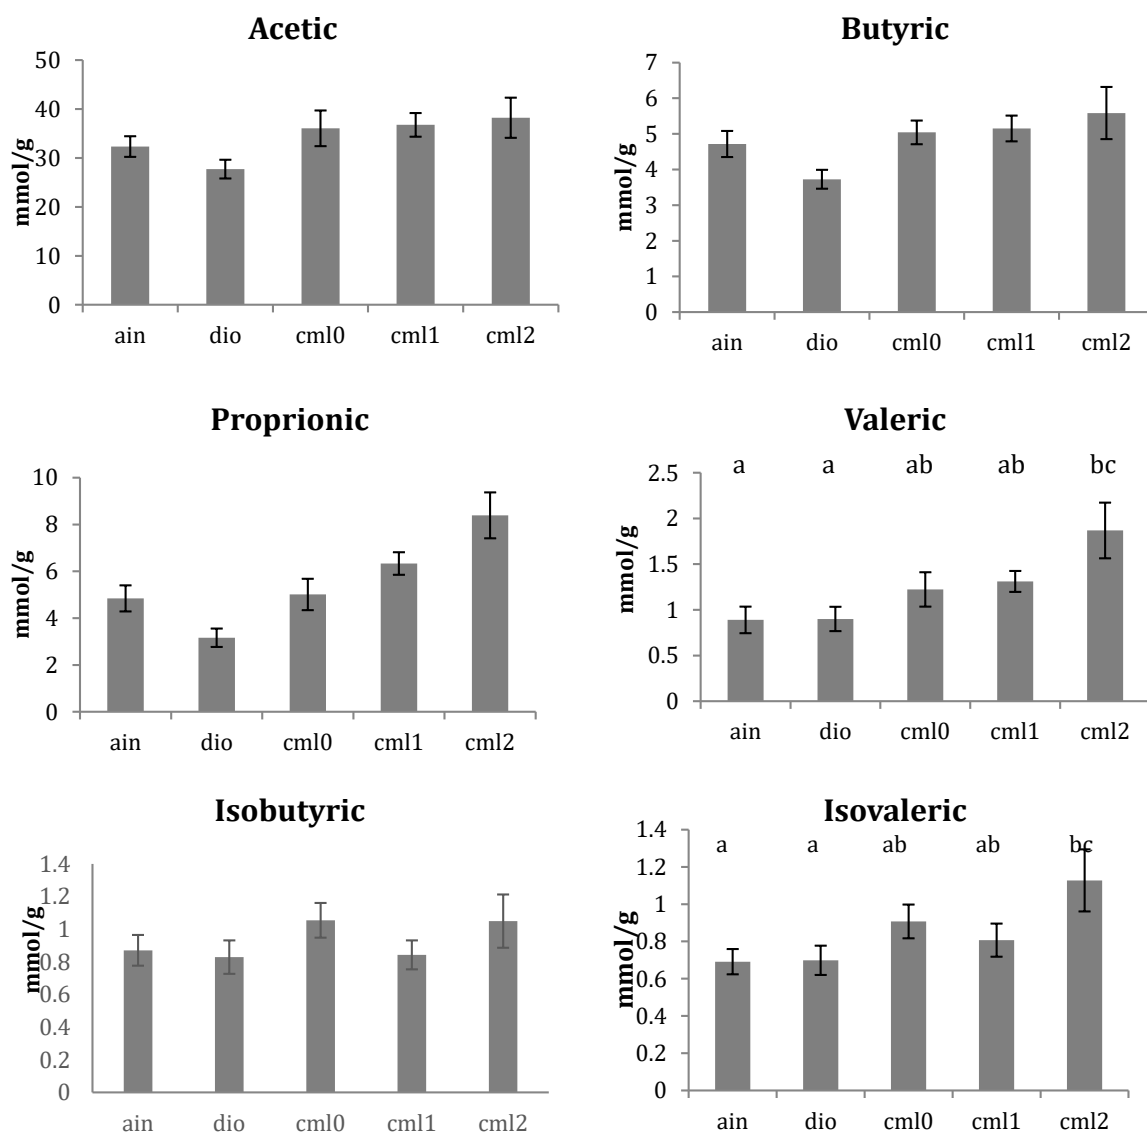 Acetic
mmol/g
50
40
30
20
10
0
ain dio cml0 cml1 cml2
Butyric
mmol/g
7
6
5
4
3
2
1
0
ain dio cml0 cml1 cml2
Proprionic
mmol/g
10
8
6
4
2
0
ain dio cml0 cml1 cml2
Valeric
a a ab ab bc
mmol/g
2.5
2
1.5
1
0.5
0
ain dio cml0 cml1 cml2
Isobutyric
mmol/g
1.4
1.2
1
0.8
0.6
0.4
0.2
0
ain dio cml0 cml1 cml2
Isovaleric
a a ab ab bc
mmol/g
1.4
1.2
1
0.8
0.6
0.4
0.2
0
ain dio cml0 cml1 cml2